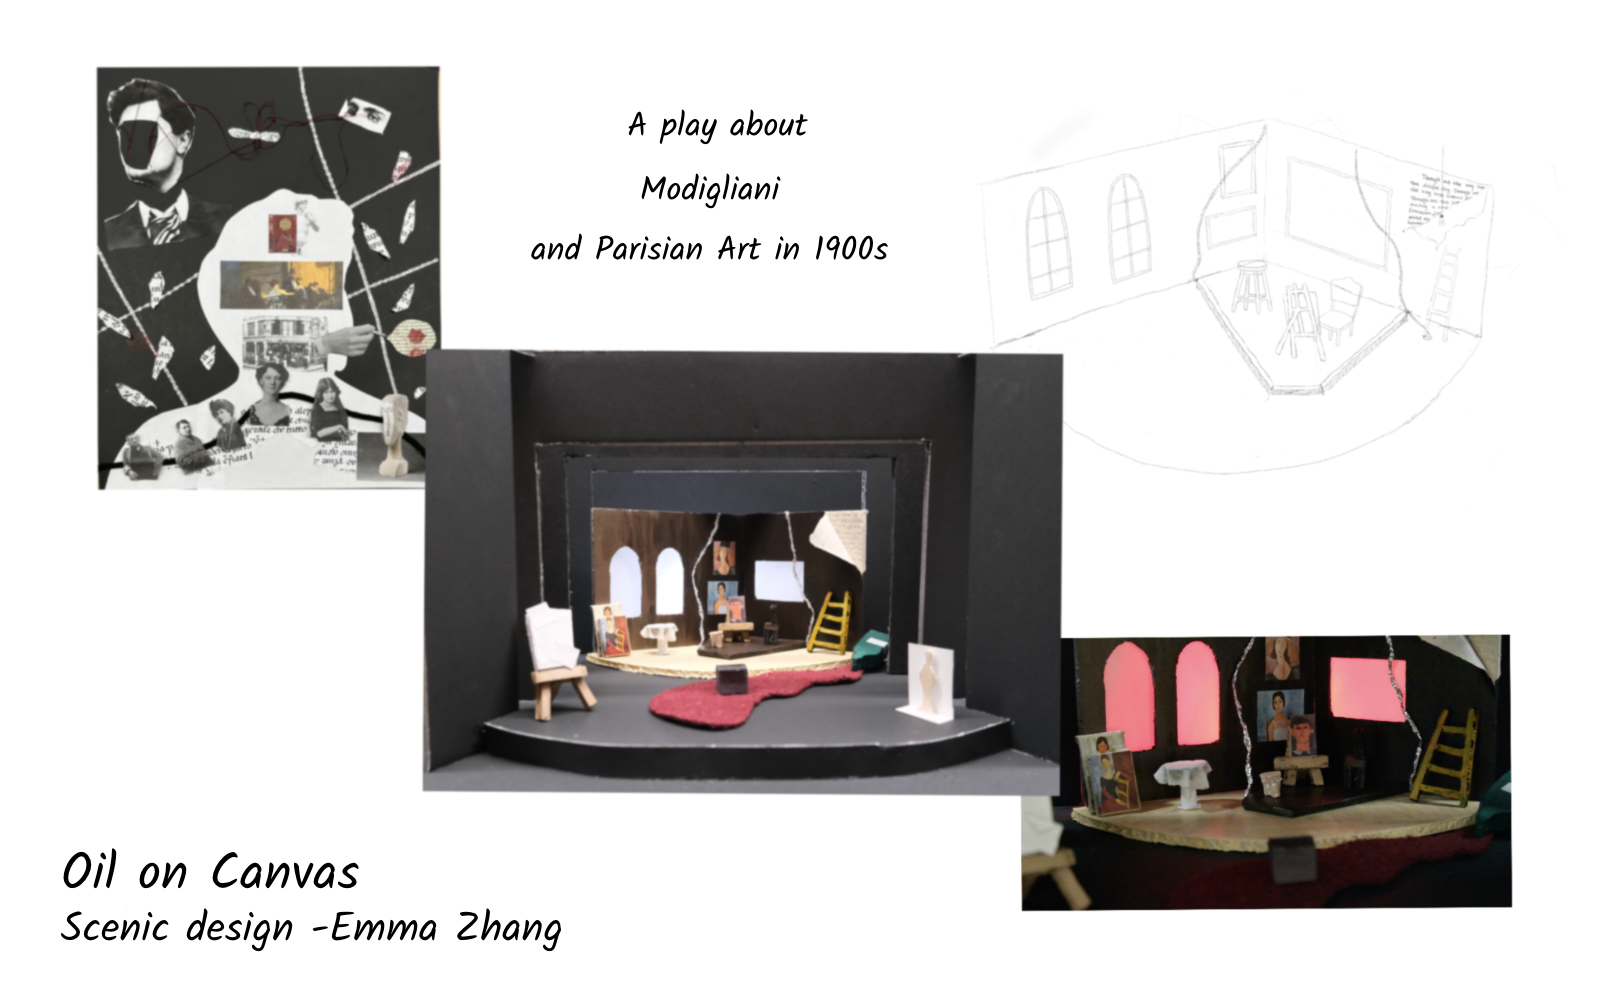 A play about
Modigliani
and Parisian Art in 1900s
Oil on Canvas
Scenic design -Emma Zhang